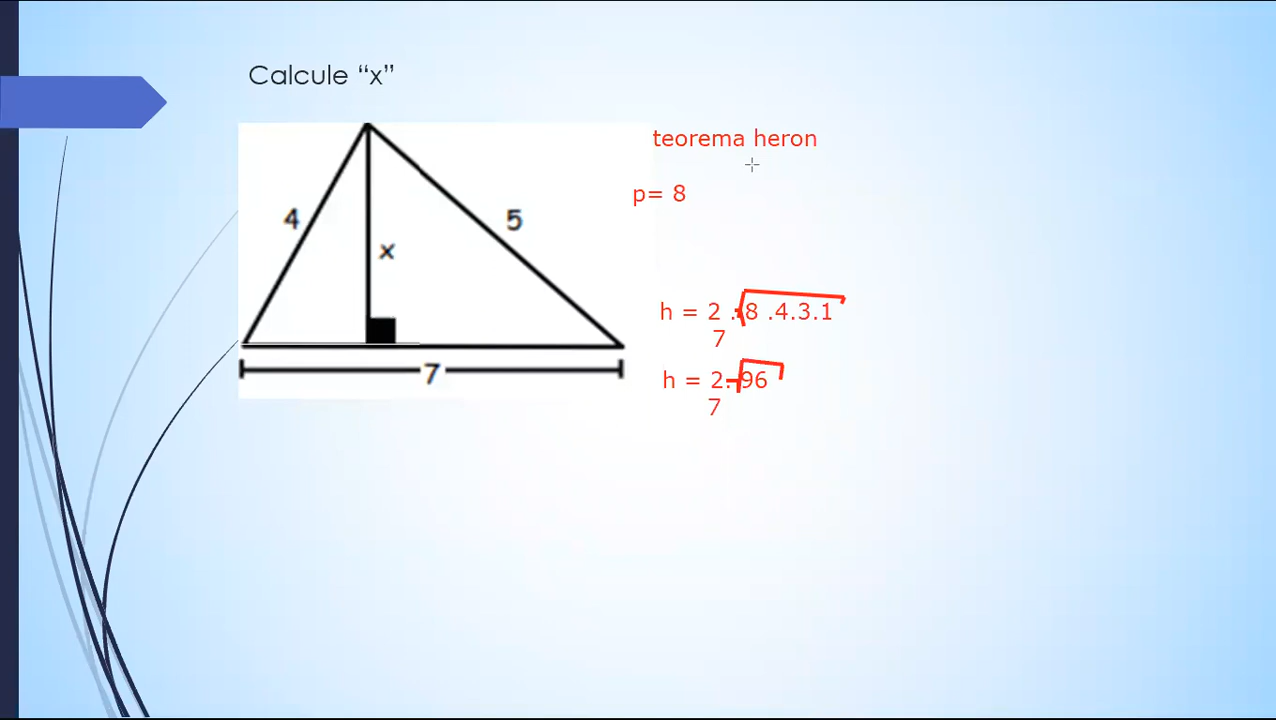 Calcule “x”
teorema heron
p= 8
4
5
x
h = 2 .√8 .4.3.1
7
h = 2.√96
7
7